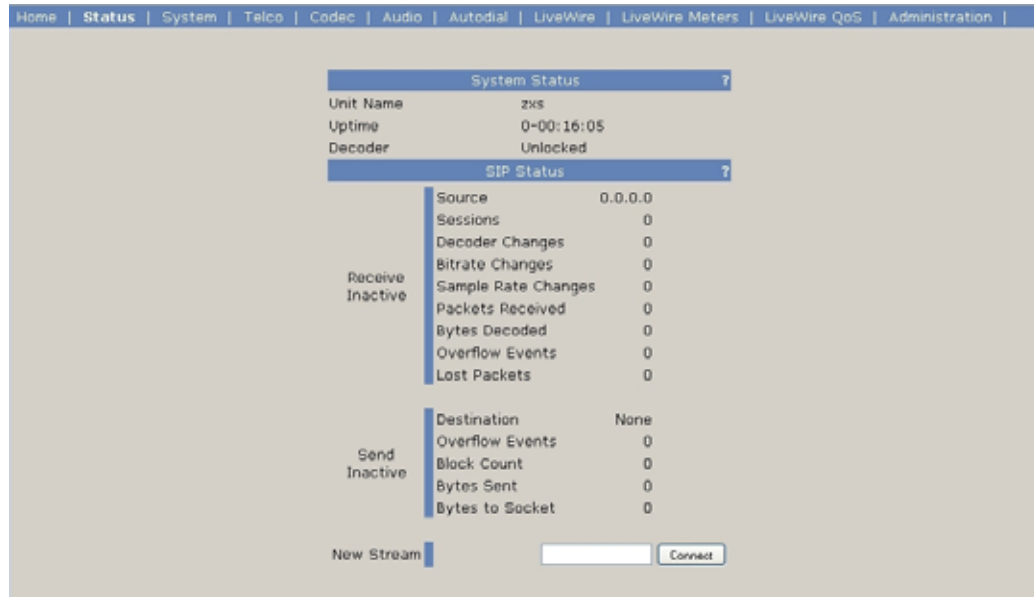 Home | Status | System | Telco | Codec | Audio | Autodial | LiveWire | LiveWire Meters | LiveWire QoS | Administration |
System Status ?
Unit Name zxs
Uptime 0-00:16:05
Decoder Unlocked
SIP Status ?
Receive Inactive
Source 0.0.0.0
Sessions 0
Decoder Changes 0
Bitrate Changes 0
Sample Rate Changes 0
Packets Received 0
Bytes Decoded 0
Overflow Events 0
Lost Packets 0
Send Inactive
Destination None
Overflow Events 0
Block Count 0
Bytes Sent 0
Bytes to Socket 0
New Stream Connect